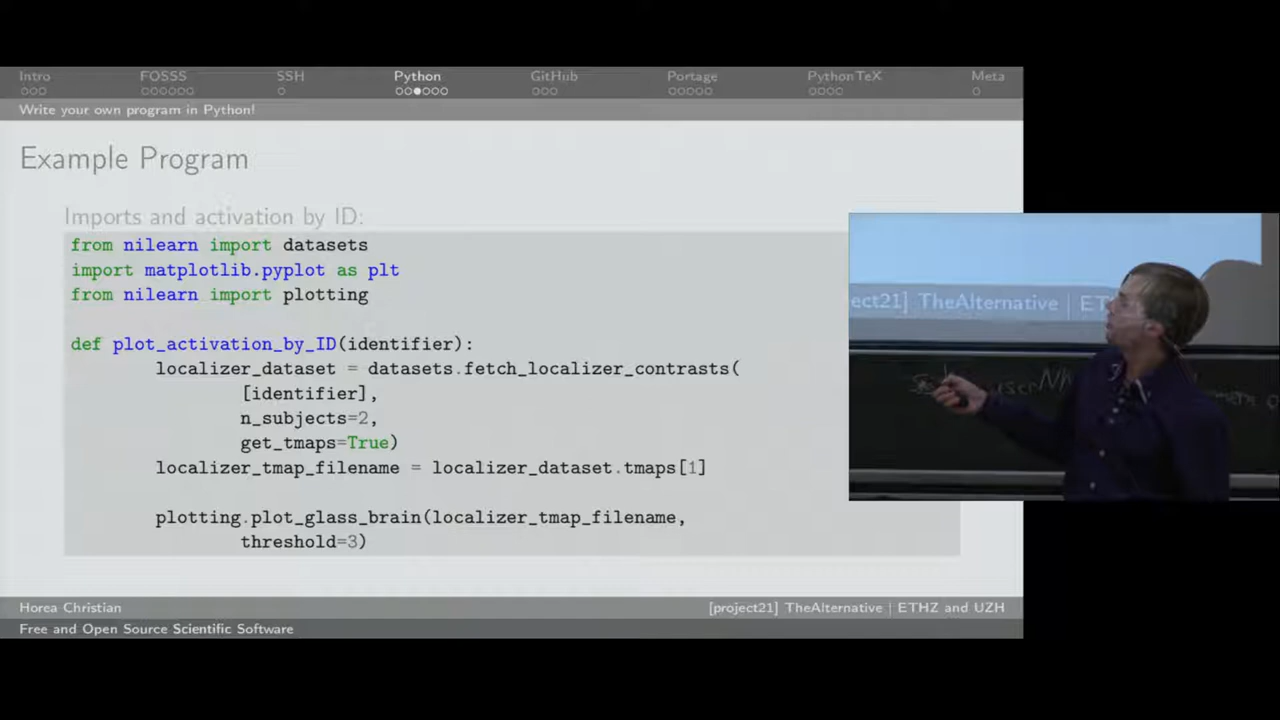 Intro FOSSS SSH Python GitHub Portage PythonTeX Meta
Write your own program in Python!
Example Program
Imports and activation by ID:
from nilearn import datasets
import matplotlib.pyplot as plt
from nilearn import plotting
def plot_activation_by_ID(identifier):
localizer_dataset = datasets.fetch_localizer_contrasts(
[identifier],
n_subjects=2,
get_tmaps=True)
localizer_tmap_filename = localizer_dataset.tmaps[1]
plotting.plot_glass_brain(localizer_tmap_filename,
threshold=3)
ect21] TheAlternative | ETH
Horea Christian [project21] TheAlternative | ETHZ and UZH
Free and Open Source Scientific Software